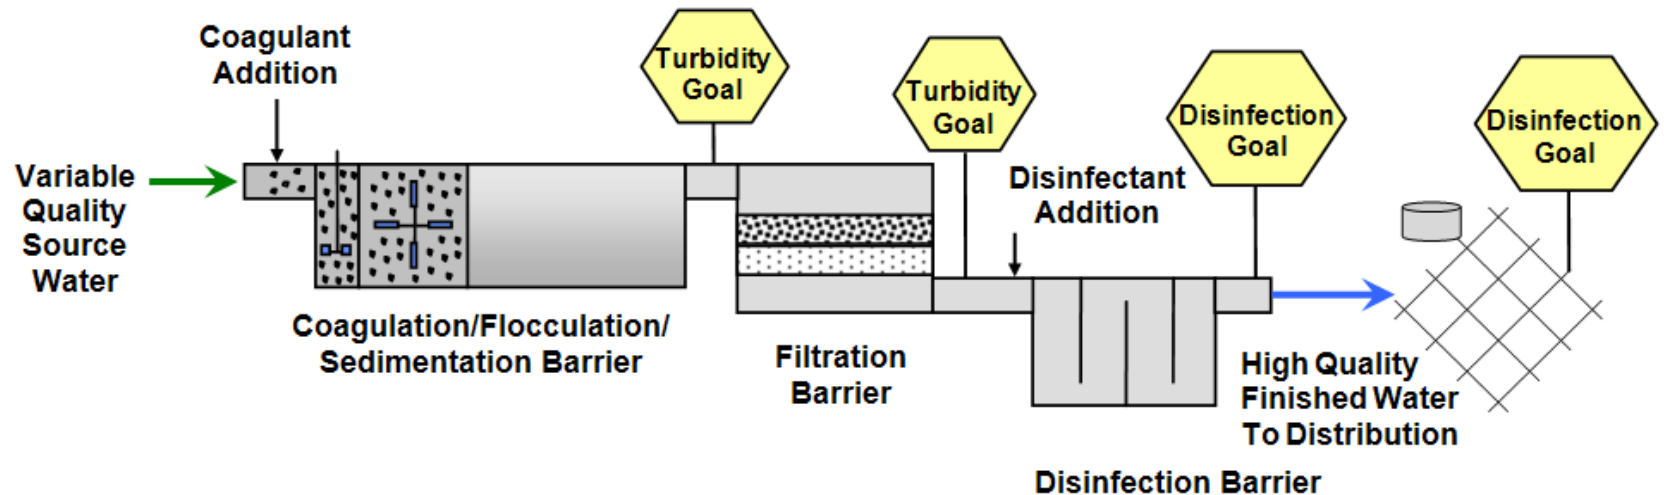 Coagulant
Addition
Turbidity
Goal
Turbidity
Goal
Disinfection
Goal
Disinfection
Goal
Variable
Quality
Source
Water
Disinfectant
Addition
Coagulation/Flocculation/
Sedimentation Barrier
Filtration
Barrier
High Quality
Finished Water
To Distribution
Disinfection Barrier